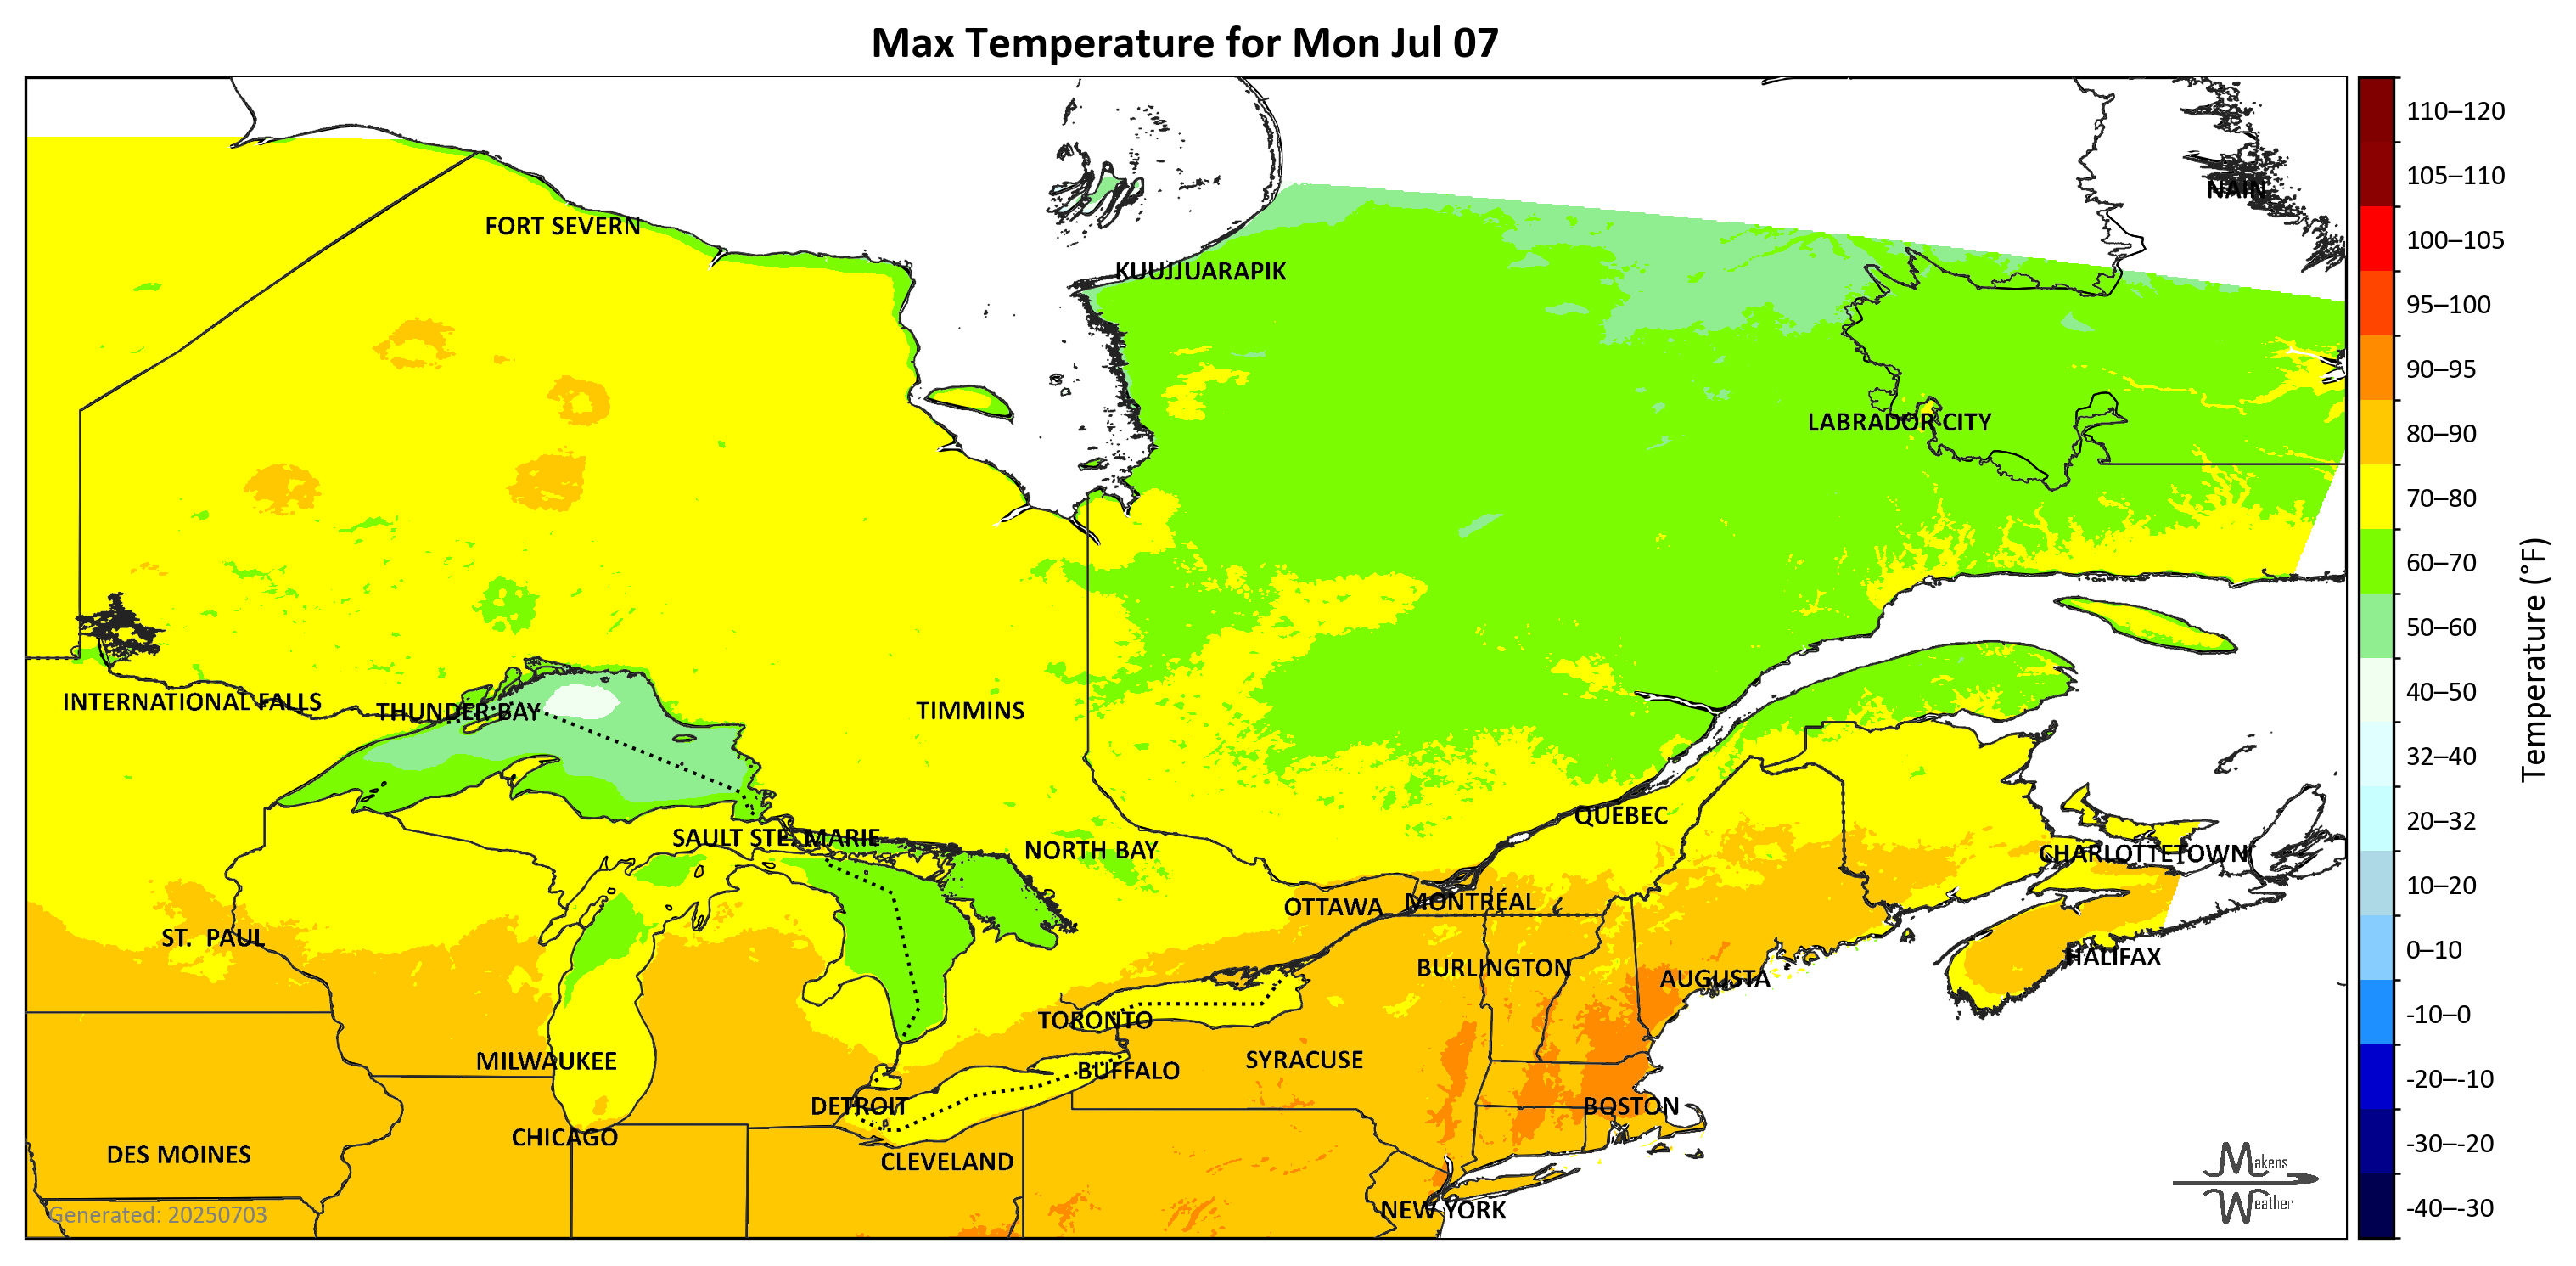 Max Temperature for Mon Jul 07
NAIN
FORT SEVERN
KUUJJUARAPIK
LABRADOR CITY
INTERNATIONAL FALLS
THUNDER BAY
TIMMINS
QUEBEC
SAULT STE. MARIE
NORTH BAY
CHARLOTTETOWN
OTTAWA
MONTRÉAL
ST. PAUL
HALIFAX
BURLINGTON
AUGUSTA
TORONTO
MILWAUKEE
SYRACUSE
BUFFALO
DETROIT
BOSTON
CHICAGO
DES MOINES
CLEVELAND
NEW YORK
Generated: 20250703
Makens
Weather
110–120
105–110
100–105
95–100
90–95
80–90
70–80
60–70
50–60
40–50
32–40
20–32
10–20
0–10
-10–0
-20–-10
-30–-20
-40–-30
Temperature (°F)